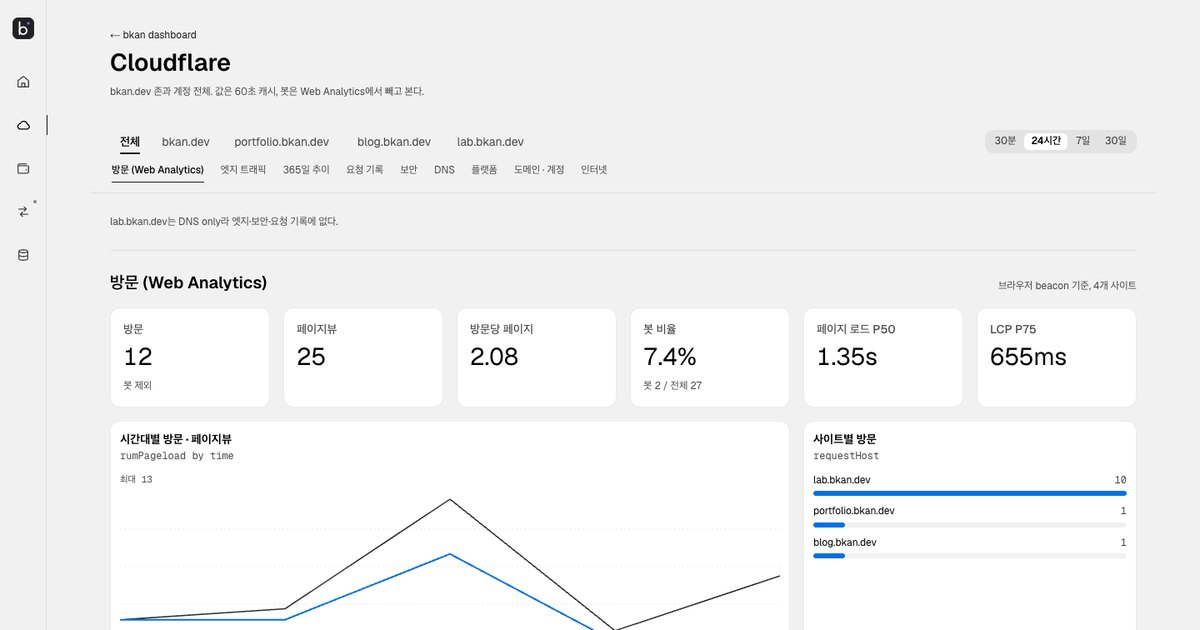 b
← bkan dashboard
Cloudflare
bkan.dev 존과 계정 전체. 값은 60초 캐시, 봇은 Web Analytics에서 빼고 본다.
전체 bkan.dev portfolio.bkan.dev blog.bkan.dev lab.bkan.dev 30분 24시간 7일 30일
방문 (Web Analytics) 엣지 트래픽 365일 추이 요청 기록 보안 DNS 플랫폼 도메인 · 계정 인터넷
lab.bkan.dev는 DNS only라 엣지·보안·요청 기록에 없다.
방문 (Web Analytics) 브라우저 beacon 기준, 4개 사이트
방문 페이지뷰 방문당 페이지 봇 비율 페이지 로드 P50 LCP P75
12 25 2.08 7.4% 1.35s 655ms
봇 제외 봇 2 / 전체 27
시간대별 방문 · 페이지뷰
rumPageload by time
최대 13
사이트별 방문
requestHost
lab.bkan.dev 10
portfolio.bkan.dev 1
blog.bkan.dev 1